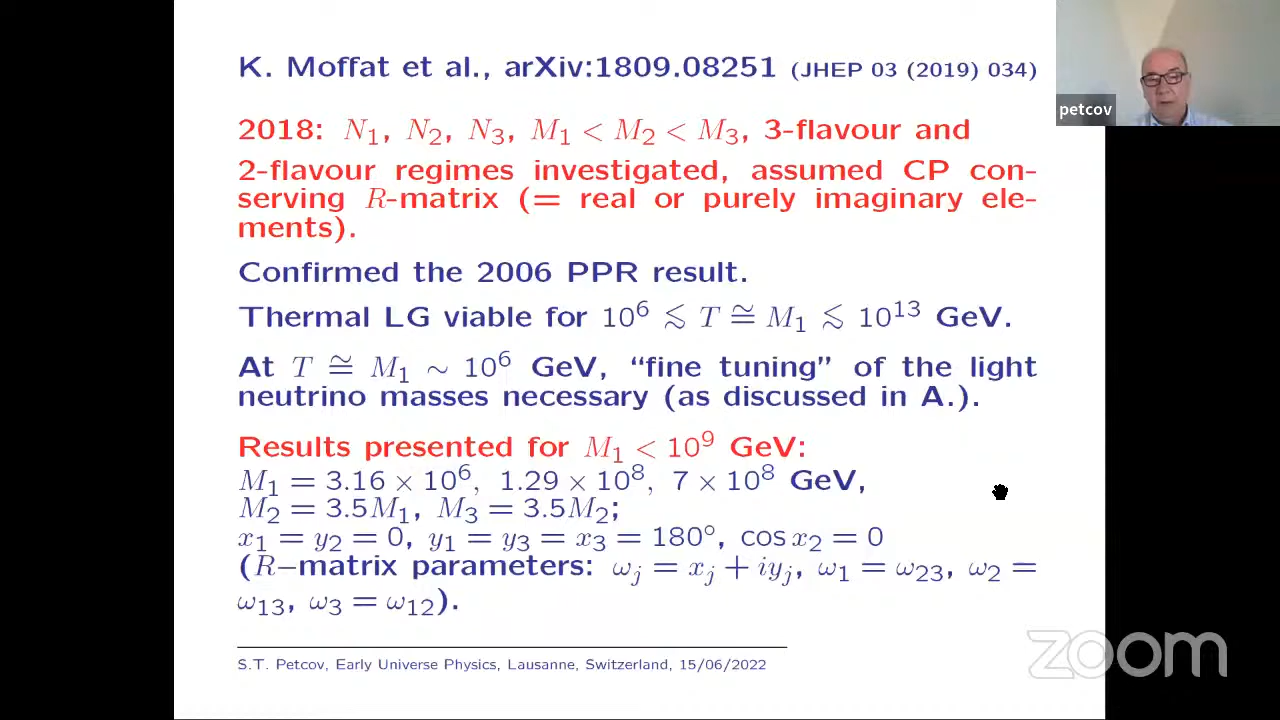 K. Moffat et al., arXiv:1809.08251 (JHEP 03 (2019) 034)
petcov
2018: N₁, N₂, N₃, M₁ < M₂ < M₃, 3-flavour and
2-flavour regimes investigated, assumed CP con-
serving R-matrix (= real or purely imaginary ele-
ments).
Confirmed the 2006 PPR result.
Thermal LG viable for 10⁶ ≲ T ≅ M₁ ≲ 10¹³ GeV.
At T ≅ M₁ ∼ 10⁶ GeV, “fine tuning” of the light
neutrino masses necessary (as discussed in A.).
Results presented for M₁ < 10⁹ GeV:
M₁ = 3.16 × 10⁶, 1.29 × 10⁸, 7 × 10⁸ GeV,
M₂ = 3.5M₁, M₃ = 3.5M₂;
x₁ = y₂ = 0, y₁ = y₃ = x₃ = 180°, cos x₂ = 0
(R−matrix parameters: ωⱼ = xⱼ + iyⱼ, ω₁ = ω₂₃, ω₂ =
ω₁₃, ω₃ = ω₁₂).
S.T. Petcov, Early Universe Physics, Lausanne, Switzerland, 15/06/2022
zoom